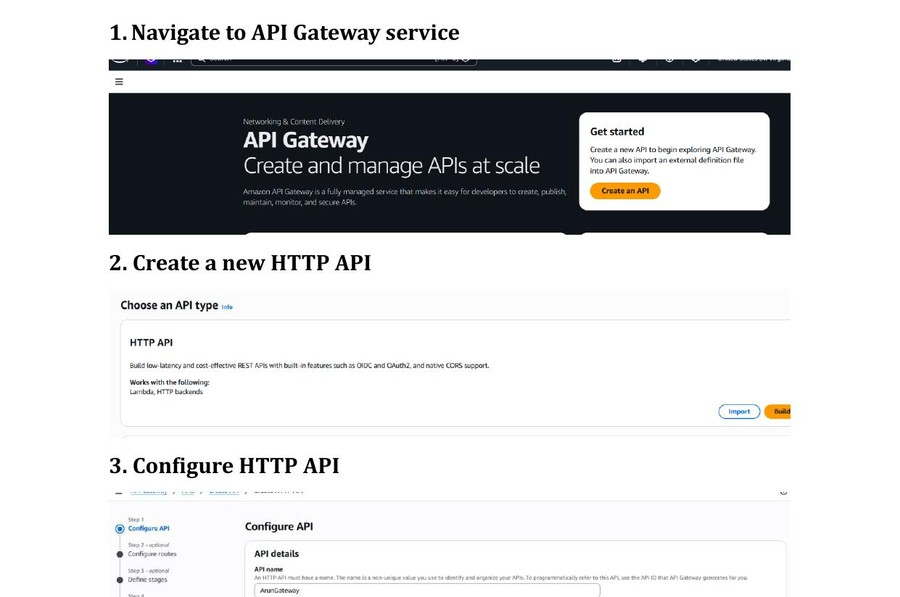 1. Navigate to API Gateway service
Networking & Content Delivery
API Gateway
Create and manage APIs at scale
Amazon API Gateway is a fully managed service that makes it easy for developers to create, publish,
maintain, monitor, and secure APIs.
Get started
Create a new API to begin exploring API Gateway.
You can also import an external definition file
into API Gateway.
Create an API
2. Create a new HTTP API
Choose an API type Info
HTTP API
Build low-latency and cost-effective REST APIs with built-in features such as OIDC and OAuth2, and native CORS support.
Works with the following:
Lambda, HTTP backends
Import
Build
3. Configure HTTP API
Step 1
Configure API
Step 2 - optional
Configure routes
Step 3 - optional
Define stages
Configure API
API details
API name
An HTTP API must have a name. The name is a non-unique value you use to identify and organize your APIs. To programmatically refer to this API, use the API ID that API Gateway generates for you.
ArunGateway